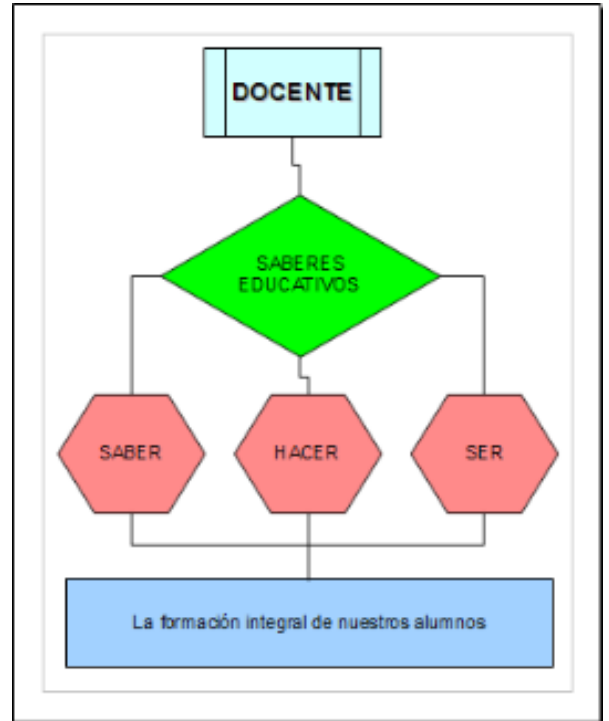 DOCENTE
SABERES
EDUCATIVOS
SABER
HACER
SER
La formación integral de nuestros alumnos